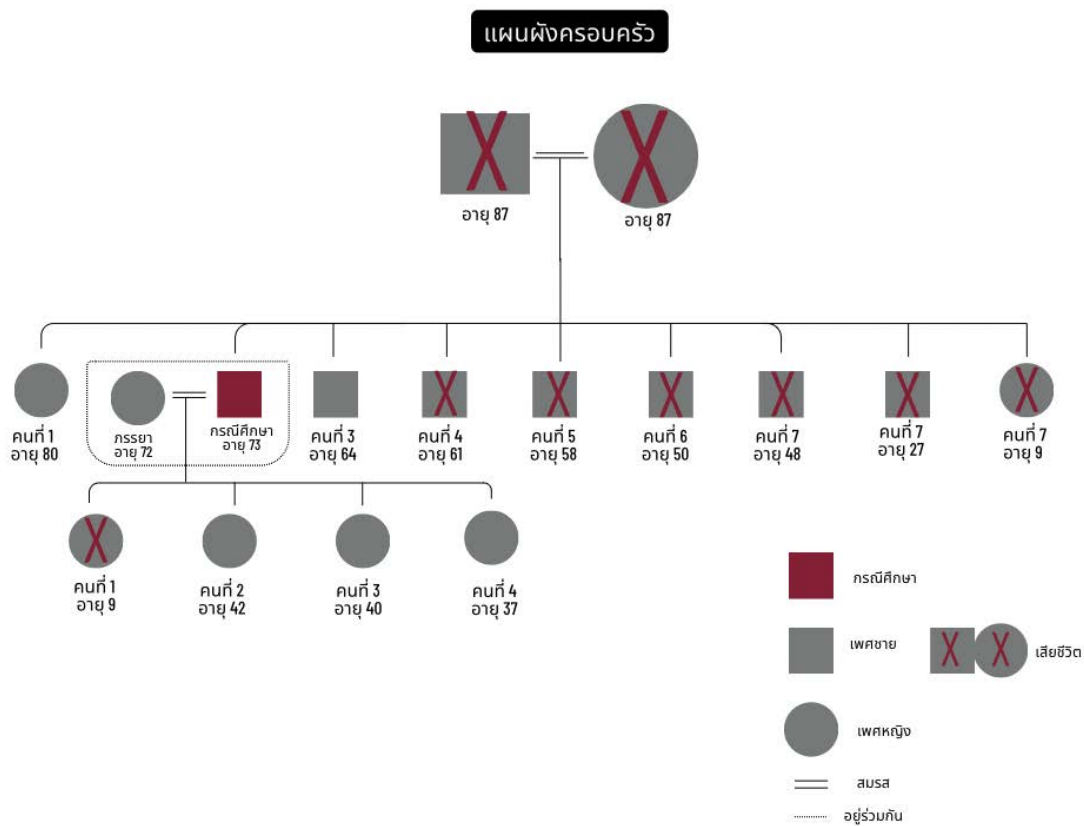 แผนผังครอบครัว
อายุ 87
อายุ 87
คนที่ 1
อายุ 80
ภรรยา
อายุ 72
กรณีศึกษา
อายุ 73
คนที่ 3
อายุ 64
คนที่ 4
อายุ 61
คนที่ 5
อายุ 58
คนที่ 6
อายุ 50
คนที่ 7
อายุ 48
คนที่ 7
อายุ 27
คนที่ 7
อายุ 9
คนที่ 1
อายุ 9
คนที่ 2
อายุ 42
คนที่ 3
อายุ 40
คนที่ 4
อายุ 37
กรณีศึกษา
เพศชาย
เสียชีวิต
เพศหญิง
สมรส
อยู่ร่วมกัน